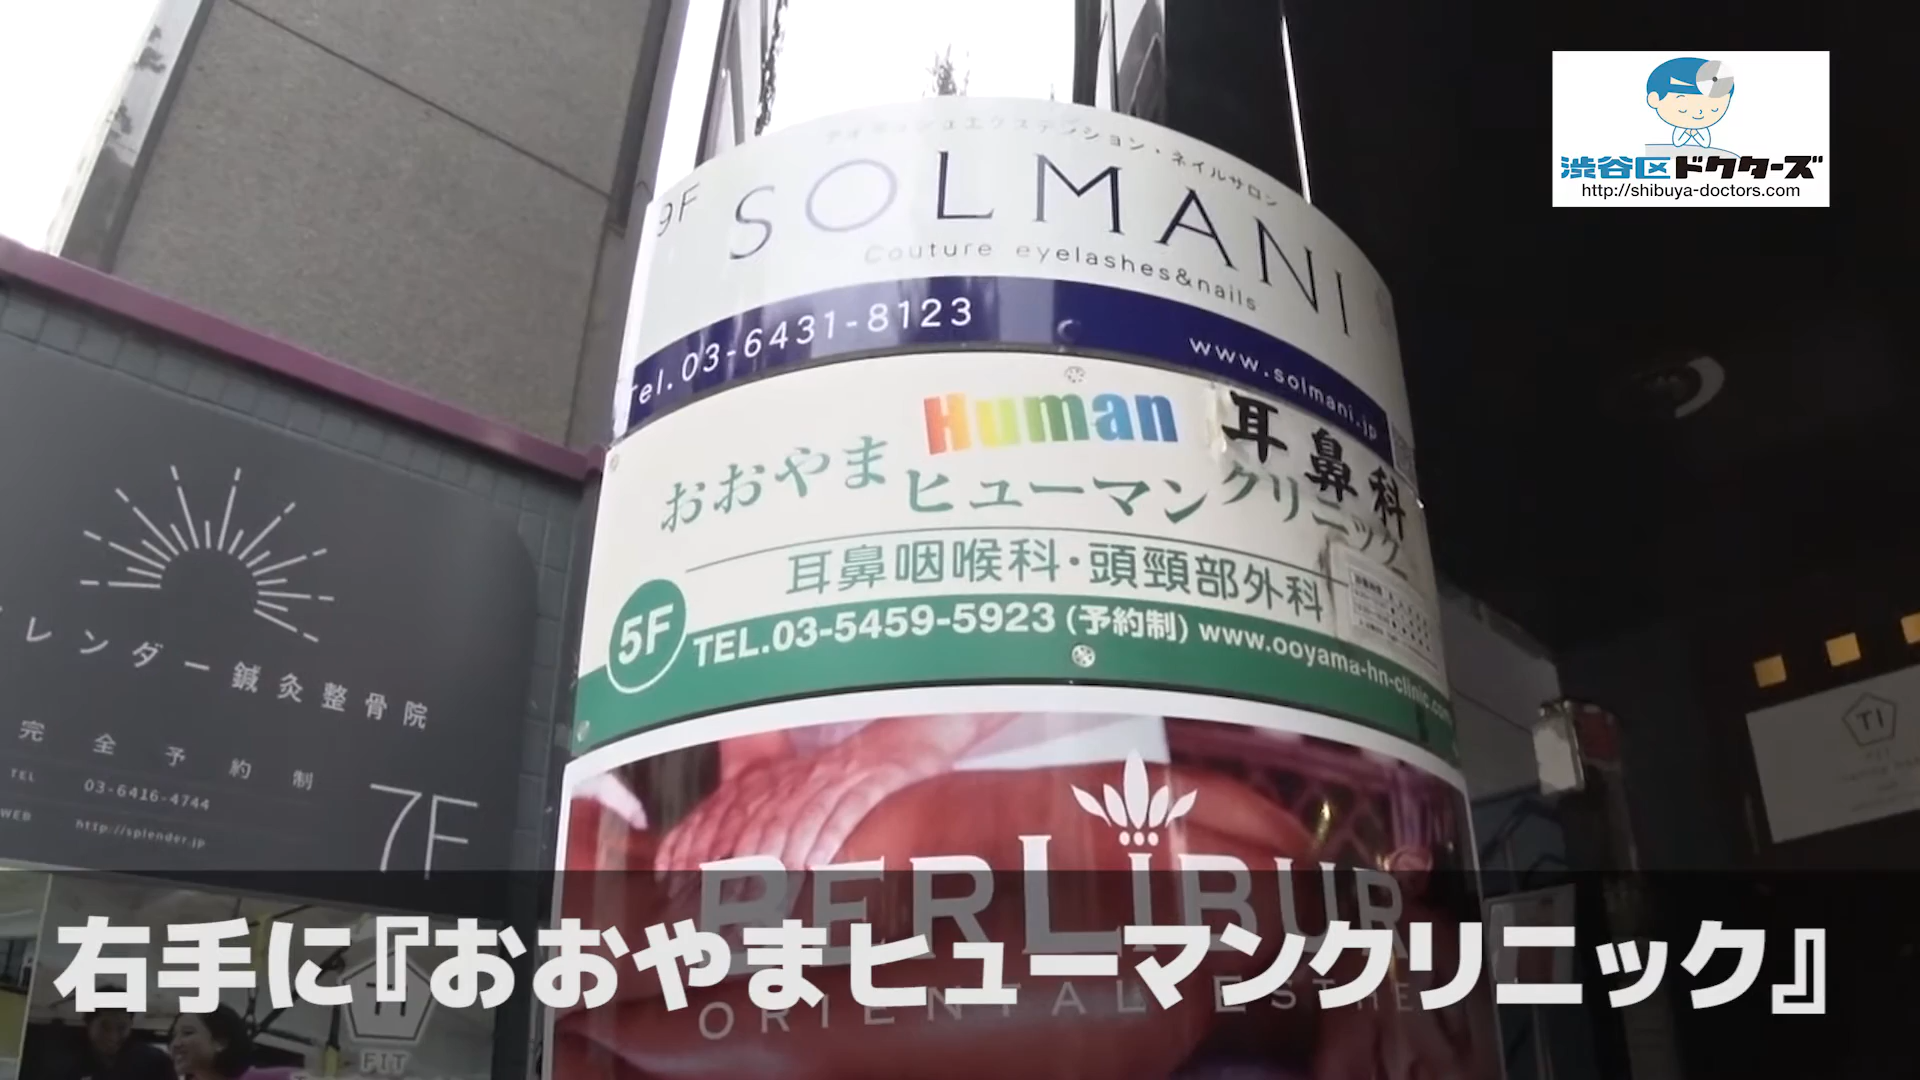 渋谷区ドクターズ
http://shibuya-doctors.com
アイラッシュエクステンション・ネイルサロン
9F
SOLMANI
Couture eyelashes&nails
Tel.03-6431-8123
www.solmani.jp
Human
耳鼻科
おおやま
ヒューマンクリニック
耳鼻咽喉科・頭頸部外科
5F
TEL.03-5459-5923 (予約制) www.ooyama-hn-clinic.com
レンダー鍼灸整骨院
完全予約制
TEL 03-6416-4744
WEB http://splender.jp
7F
TI
PERLIBUR
ORIENTAL ESTHE
FIT
右手に『おおやまヒューマンクリニック』